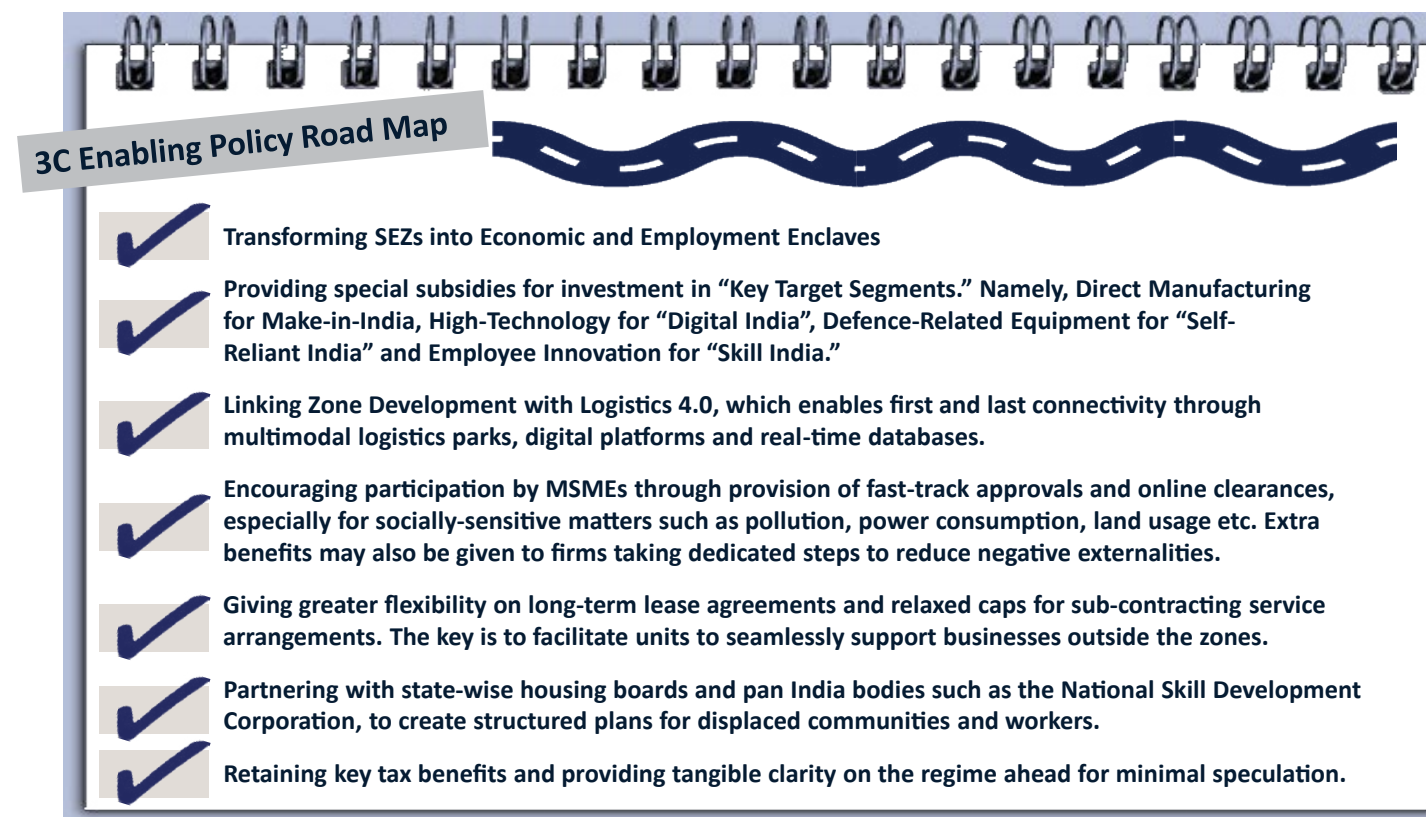 3C Enabling Policy Road Map
Transforming SEZs into Economic and Employment Enclaves
Providing special subsidies for investment in “Key Target Segments.” Namely, Direct Manufacturing
for Make-in-India, High-Technology for “Digital India”, Defence-Related Equipment for “Self-
Reliant India” and Employee Innovation for “Skill India.”
Linking Zone Development with Logistics 4.0, which enables first and last connectivity through
multimodal logistics parks, digital platforms and real-time databases.
Encouraging participation by MSMEs through provision of fast-track approvals and online clearances,
especially for socially-sensitive matters such as pollution, power consumption, land usage etc. Extra
benefits may also be given to firms taking dedicated steps to reduce negative externalities.
Giving greater flexibility on long-term lease agreements and relaxed caps for sub-contracting service
arrangements. The key is to facilitate units to seamlessly support businesses outside the zones.
Partnering with state-wise housing boards and pan India bodies such as the National Skill Development
Corporation, to create structured plans for displaced communities and workers.
Retaining key tax benefits and providing tangible clarity on the regime ahead for minimal speculation.